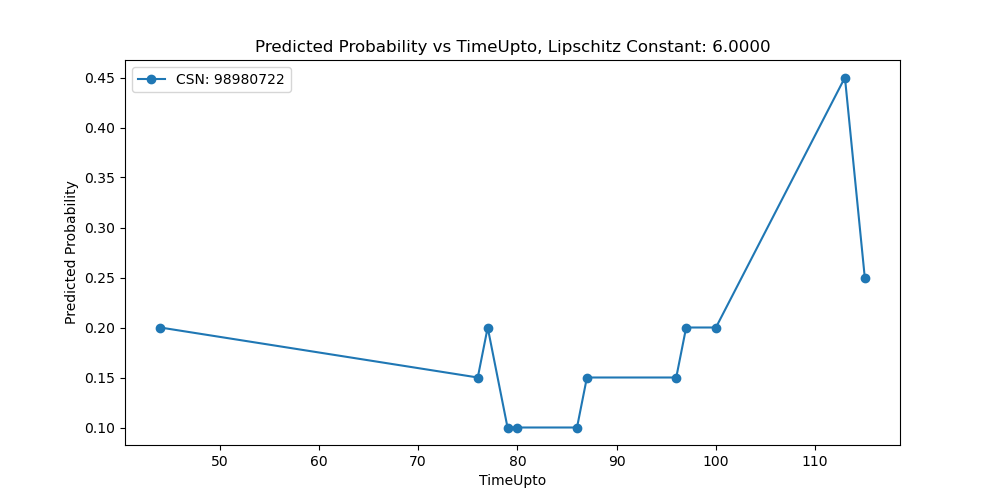 Predicted Probability vs TimeUpto, Lipschitz Constant: 6.0000
CSN: 98980722
Predicted Probability
0.45
0.40
0.35
0.30
0.25
0.20
0.15
0.10
50 60 70 80 90 100 110
TimeUpto